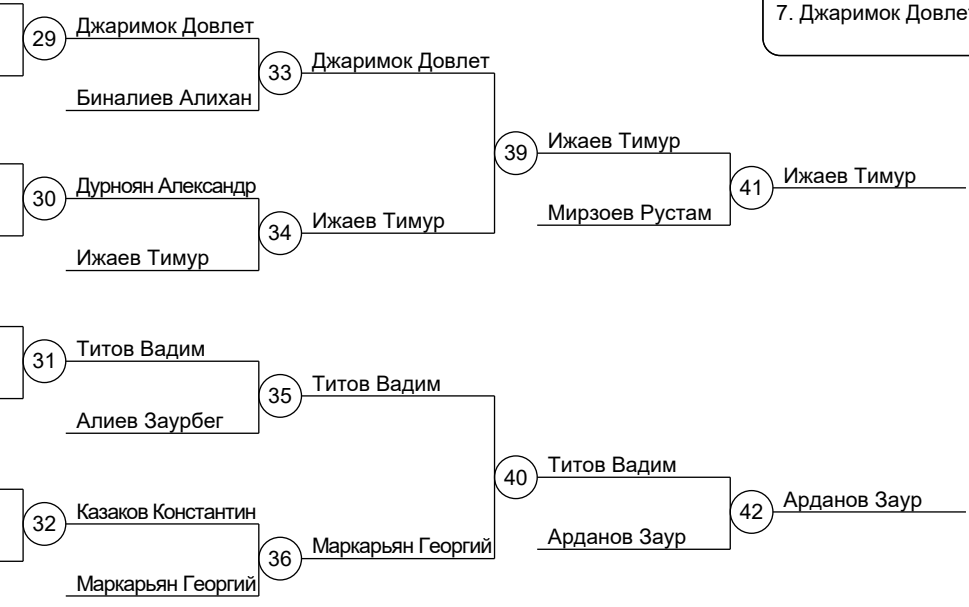 7. Джаримок Довлет
29
Джаримок Довлет
33
Джаримок Довлет
Биналиев Алихан
39
Ижаев Тимур
41
Ижаев Тимур
30
Дурноян Александр
34
Ижаев Тимур
Мирзоев Рустам
Ижаев Тимур
31
Титов Вадим
35
Титов Вадим
Алиев Заурбег
40
Титов Вадим
42
Арданов Заур
32
Казаков Константин
36
Маркарьян Георгий
Арданов Заур
Маркарьян Георгий